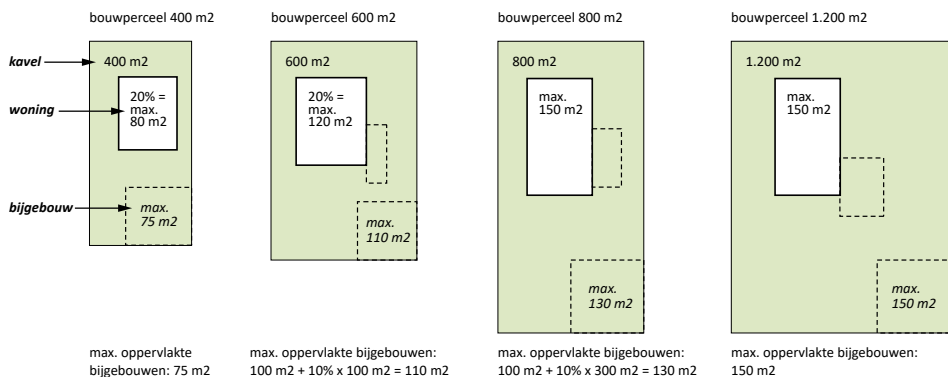 bouwperceel 400 m2
bouwperceel 600 m2
bouwperceel 800 m2
bouwperceel 1.200 m2
kavel
400 m2
600 m2
800 m2
1.200 m2
woning
20% =
max.
80 m2
20% =
max.
120 m2
max.
150 m2
max.
150 m2
bijgebouw
max.
75 m2
max.
110 m2
max.
130 m2
max.
150 m2
max. oppervlakte
bijgebouwen: 75 m2
max. oppervlakte bijgebouwen:
100 m2 + 10% x 100 m2 = 110 m2
max. oppervlakte bijgebouwen:
100 m2 + 10% x 300 m2 = 130 m2
max. oppervlakte bijgebouwen:
150 m2